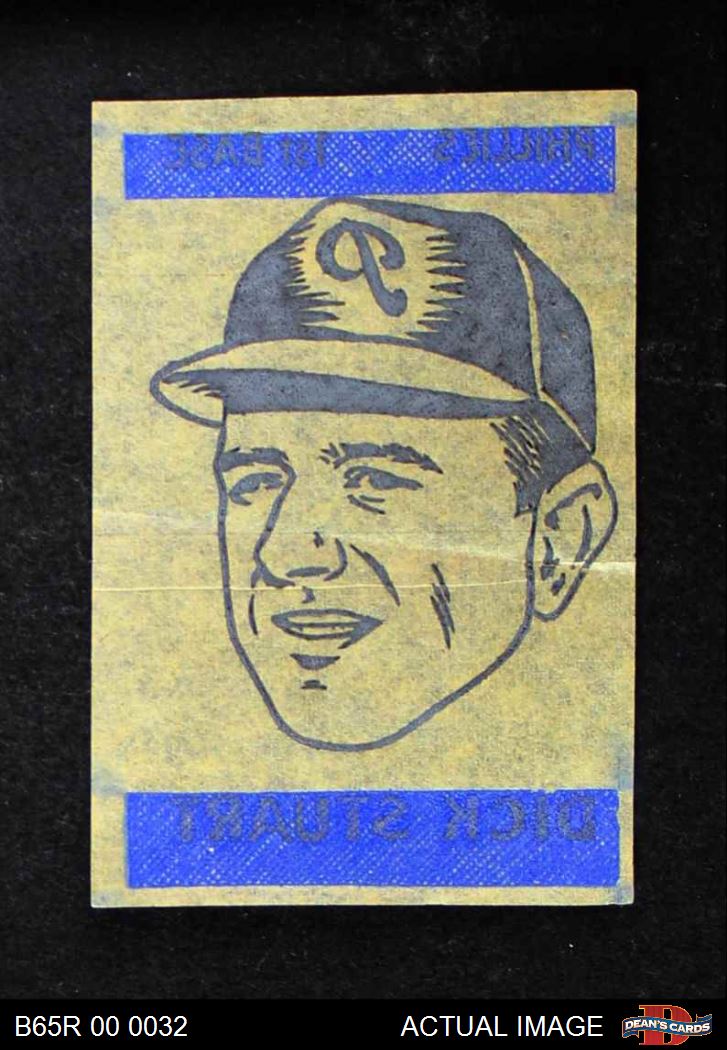 PHILLIES 1st BASE
P
DICK STUART
B65R 00 0032 ACTUAL IMAGE DEAN'S CARDS